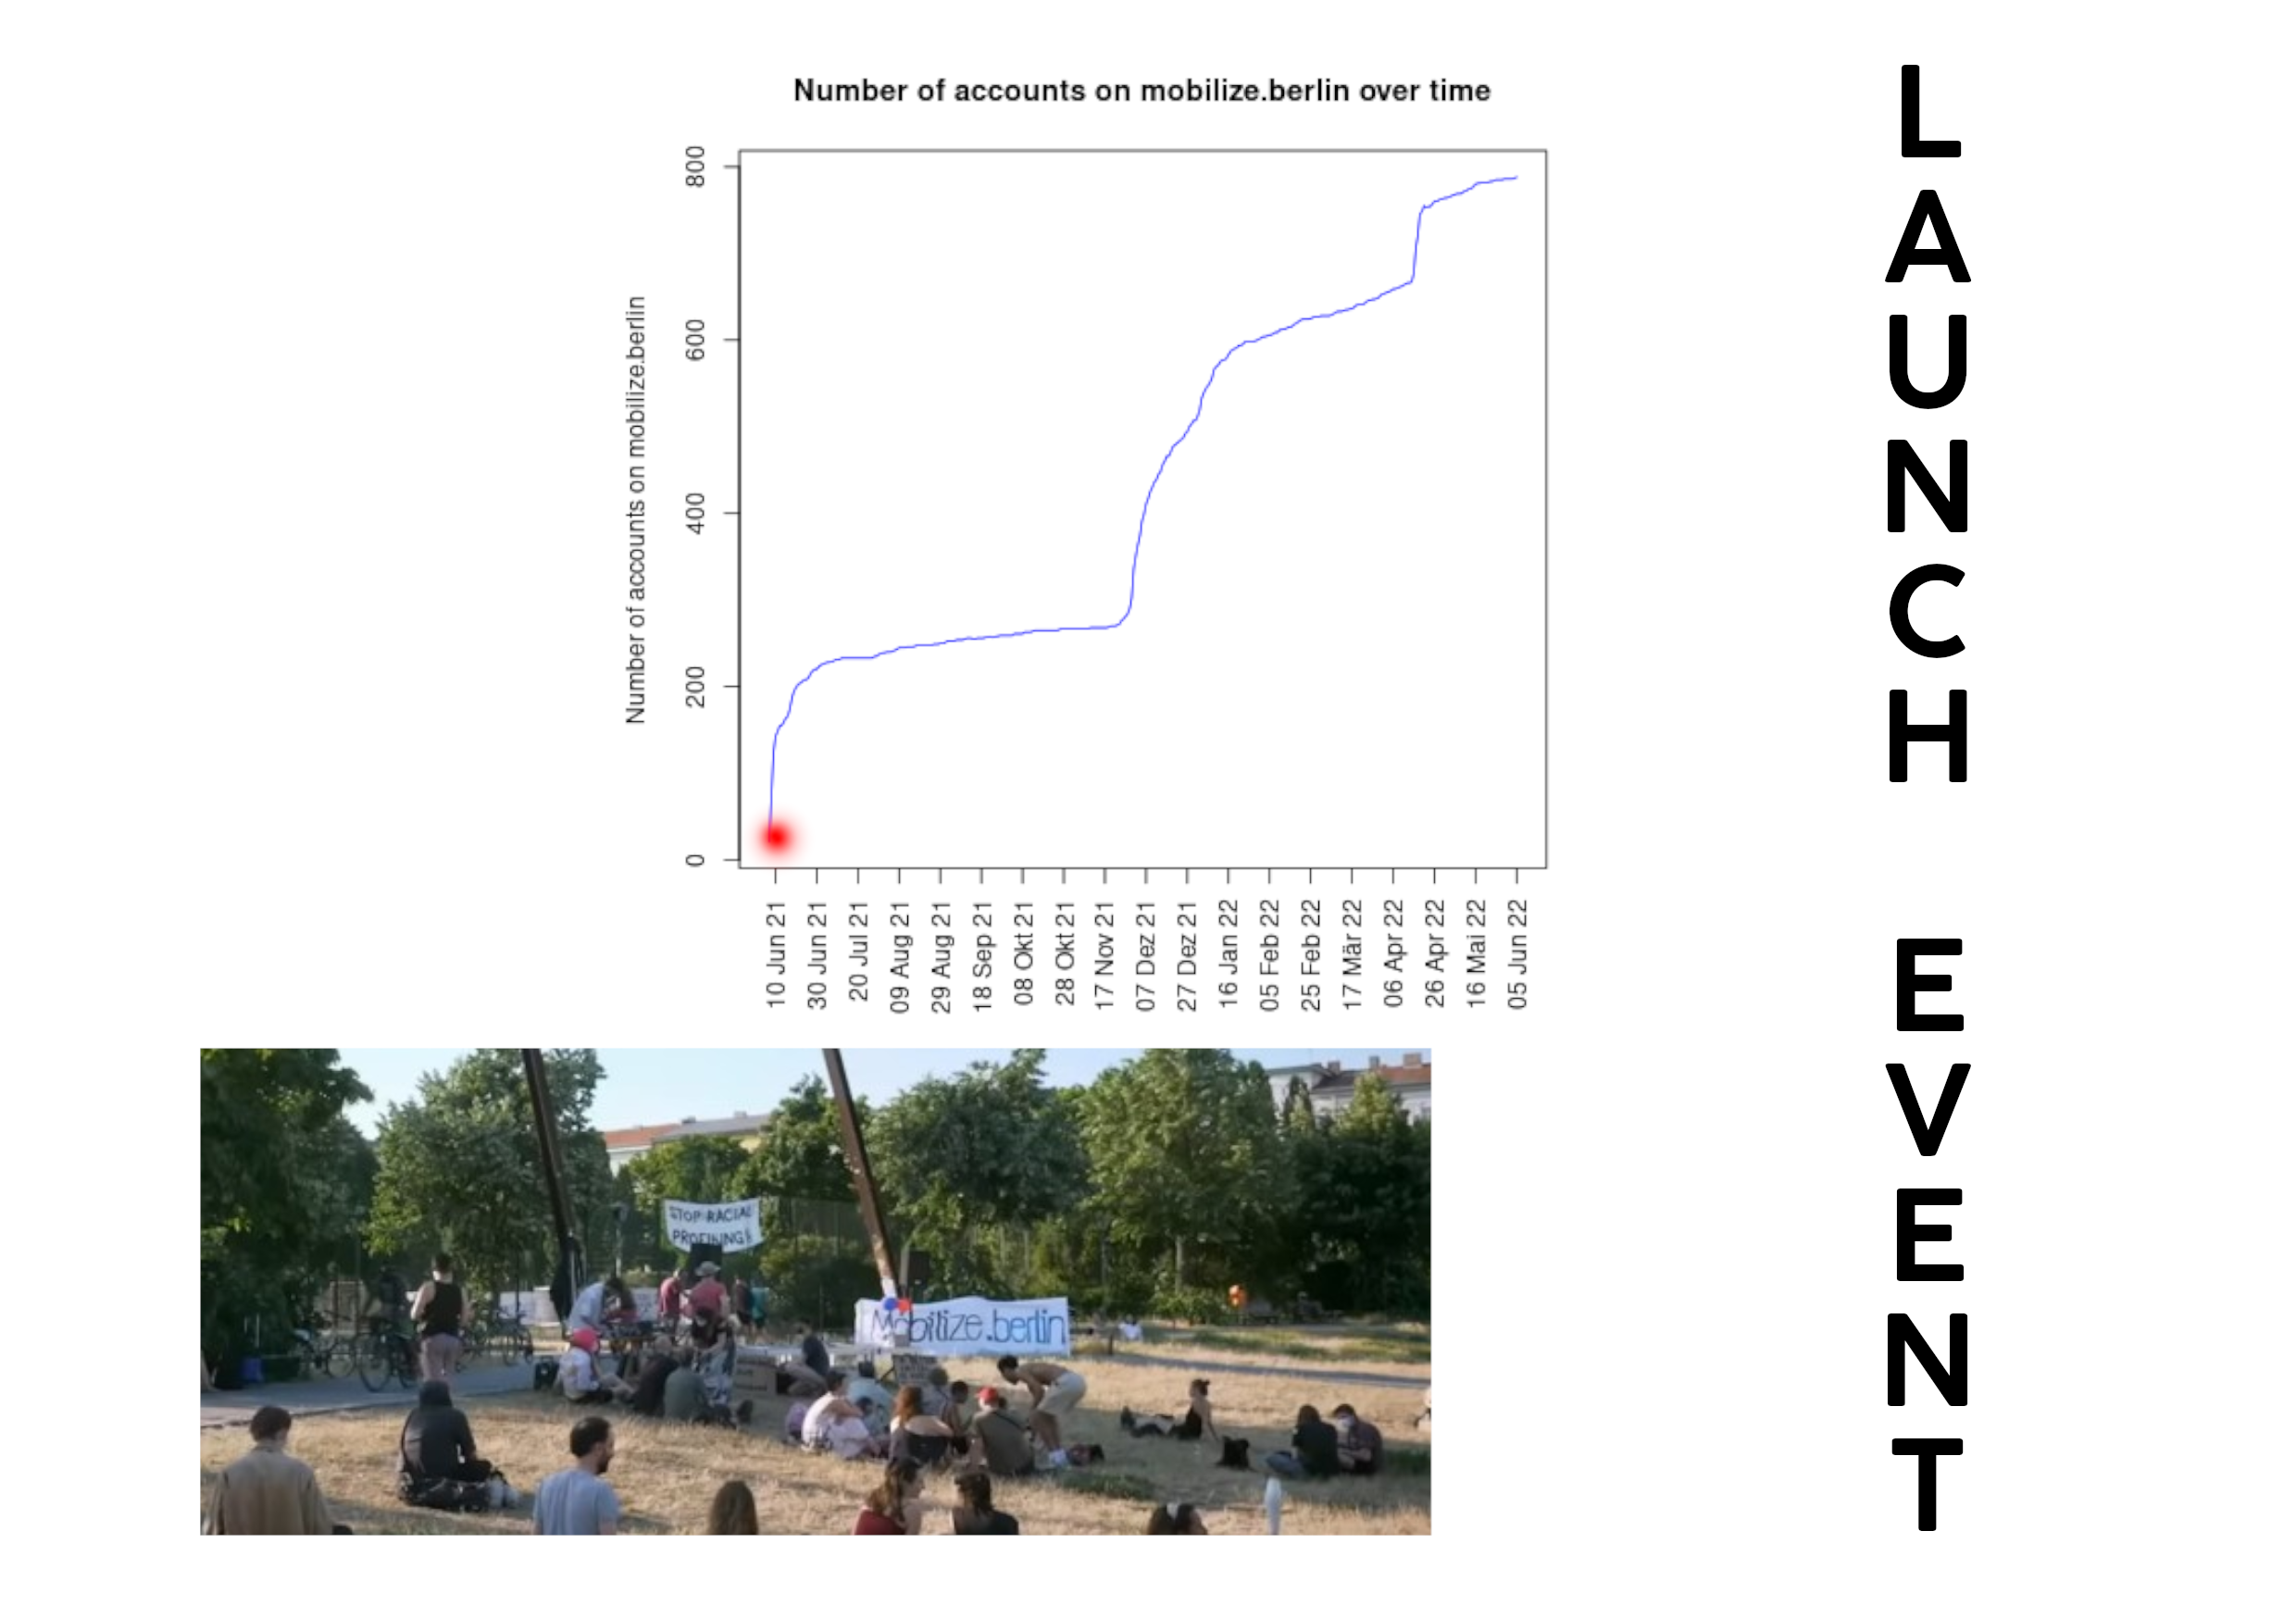 Number of accounts on mobilize.berlin over time
Number of accounts on mobilize.berlin
800
600
400
200
0
10 Jun 21
30 Jun 21
20 Jul 21
09 Aug 21
29 Aug 21
18 Sep 21
08 Okt 21
28 Okt 21
17 Nov 21
07 Dez 21
27 Dez 21
16 Jan 22
05 Feb 22
25 Feb 22
17 Mär 22
06 Apr 22
26 Apr 22
16 Mai 22
05 Jun 22
STOP RACIAL
PROFILING!
Mobilize.berlin
LAUNCH
EVENT